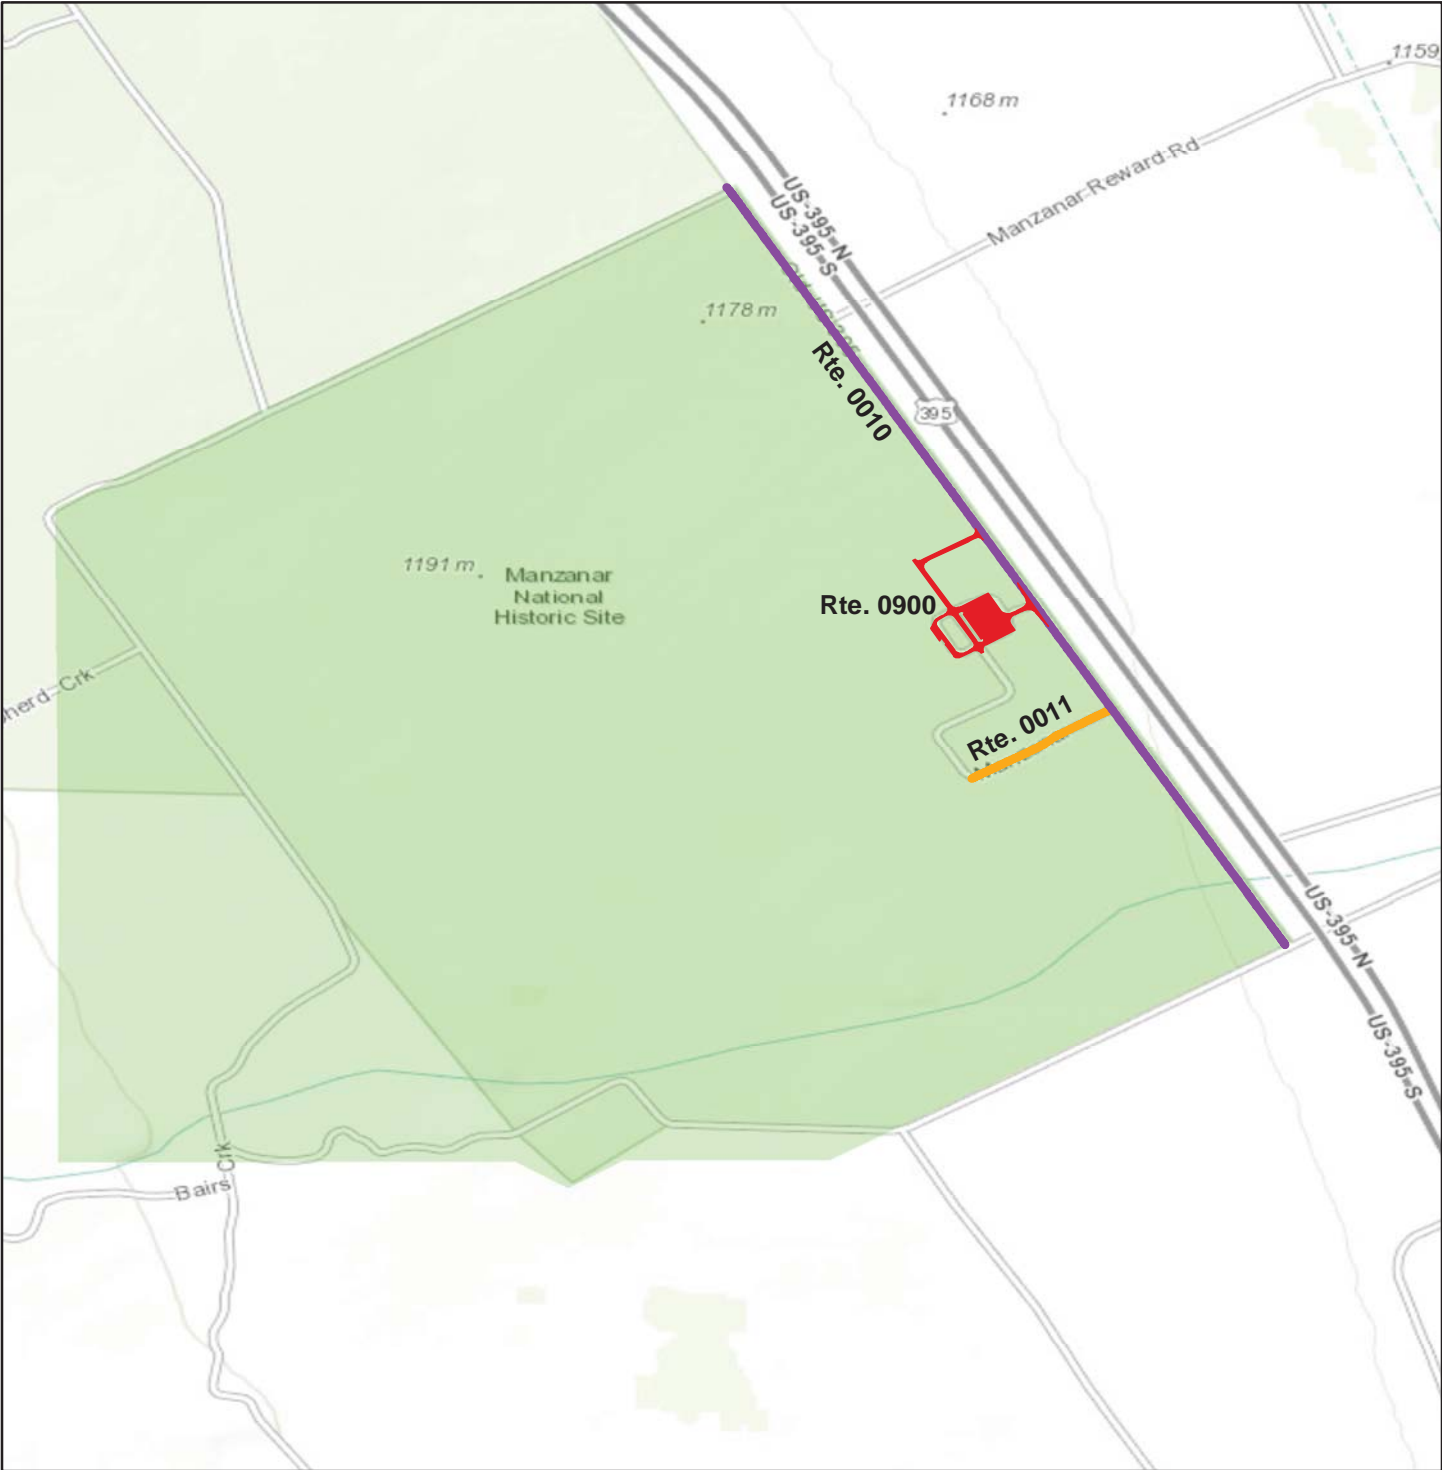 1159
1168 m
Manzanar-Reward-Rd
US-395-N
US-395-S
1178 m
Rte. 0010
395
1191 m
Manzanar
National
Historic Site
Rte. 0900
Rte. 0011
herd-Crk
US-395-N
US-395-S
Bairs
Crk